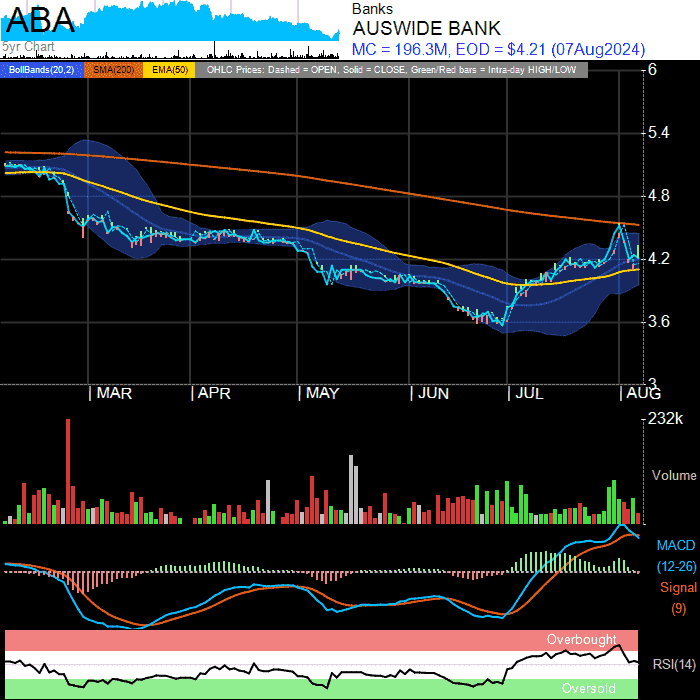 ABA
5yr Chart
Banks
AUSWIDE BANK
MC = 196.3M, EOD = $4.21 (07Aug2024)
BollBands(20,2) SMA(200) EMA(50) OHLC Prices: Dashed = OPEN, Solid = CLOSE, Green/Red bars = Intra-day HIGH/LOW
6
5.4
4.8
4.2
3.6
3
MAR APR MAY JUN JUL AUG
232k
Volume
MACD
(12-26)
Signal
(9)
Overbought
RSI(14)
Oversold